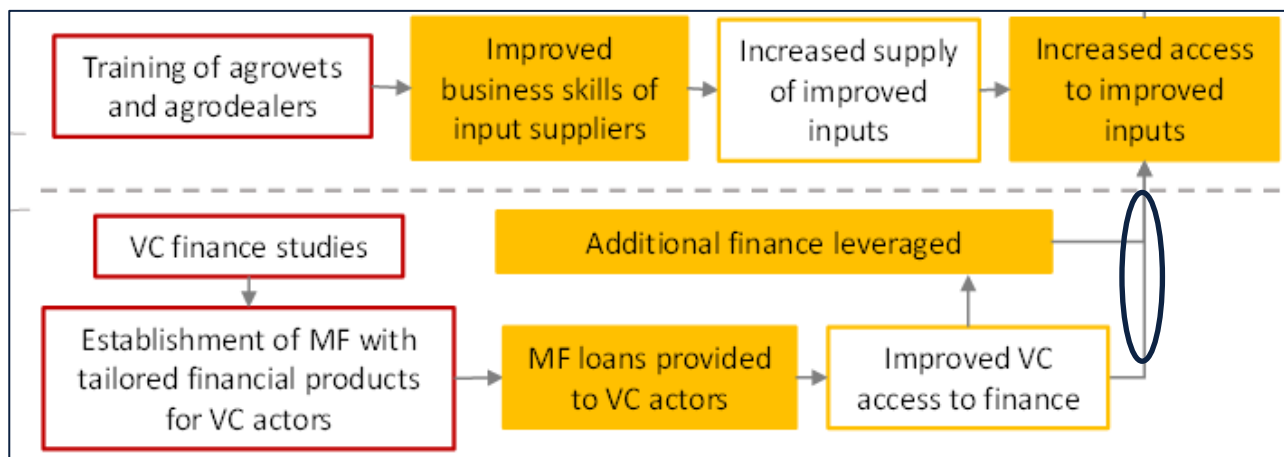 Training of agrovets
and agrodealers
Improved
business skills of
input suppliers
Increased supply
of improved
inputs
Increased access
to improved
inputs
VC finance studies
Additional finance leveraged
Establishment of MF with
tailored financial products
for VC actors
MF loans provided
to VC actors
Improved VC
access to finance